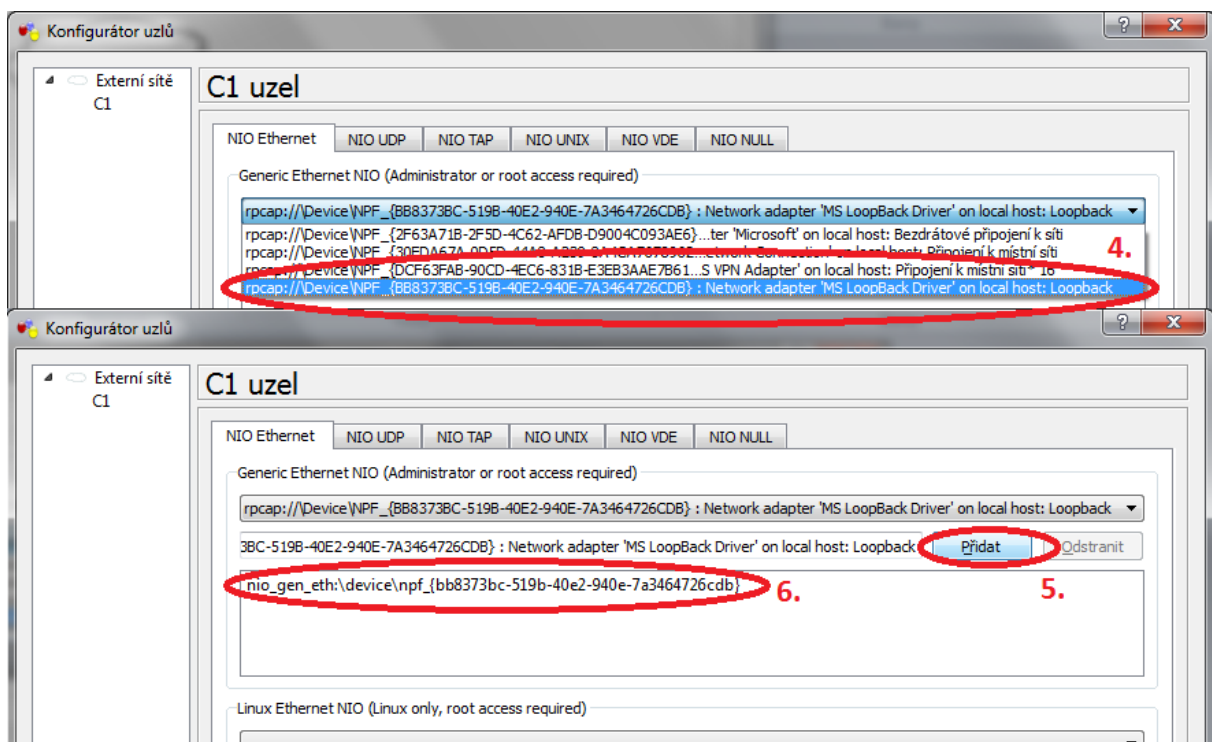 Konfigurátor uzlů
Externí sítě
C1
C1 uzel
NIO Ethernet NIO UDP NIO TAP NIO UNIX NIO VDE NIO NULL
Generic Ethernet NIO (Administrator or root access required)
rpcap://\Device\NPF_{BB8373BC-519B-40E2-940E-7A3464726CDB} : Network adapter 'MS LoopBack Driver' on local host: Loopback
rpcap://\Device\NPF_{2F63A71B-2F5D-4C62-AFDB-D9004C093AE6}...ter 'Microsoft' on local host: Bezdrátové připojení k síti
on local host: Připojení k místní síti
4.
rpcap://\Device\NPF_{DCF63FAB-90CD-4EC6-831B-E3EB3AAE7B61...S VPN Adapter' on local host: Připojení k místní síti* 16
rpcap://\Device\NPF_{BB8373BC-519B-40E2-940E-7A3464726CDB} : Network adapter 'MS LoopBack Driver' on local host: Loopback
Konfigurátor uzlů
Externí sítě
C1
C1 uzel
NIO Ethernet NIO UDP NIO TAP NIO UNIX NIO VDE NIO NULL
Generic Ethernet NIO (Administrator or root access required)
rpcap://\Device\NPF_{BB8373BC-519B-40E2-940E-7A3464726CDB} : Network adapter 'MS LoopBack Driver' on local host: Loopback
3BC-519B-40E2-940E-7A3464726CDB} : Network adapter 'MS LoopBack Driver' on local host: Loopback Přidat Odstranit
nio_gen_eth:\device\npf_{bb8373bc-519b-40e2-940e-7a3464726cdb}
6.
5.
Linux Ethernet NIO (Linux only, root access required)